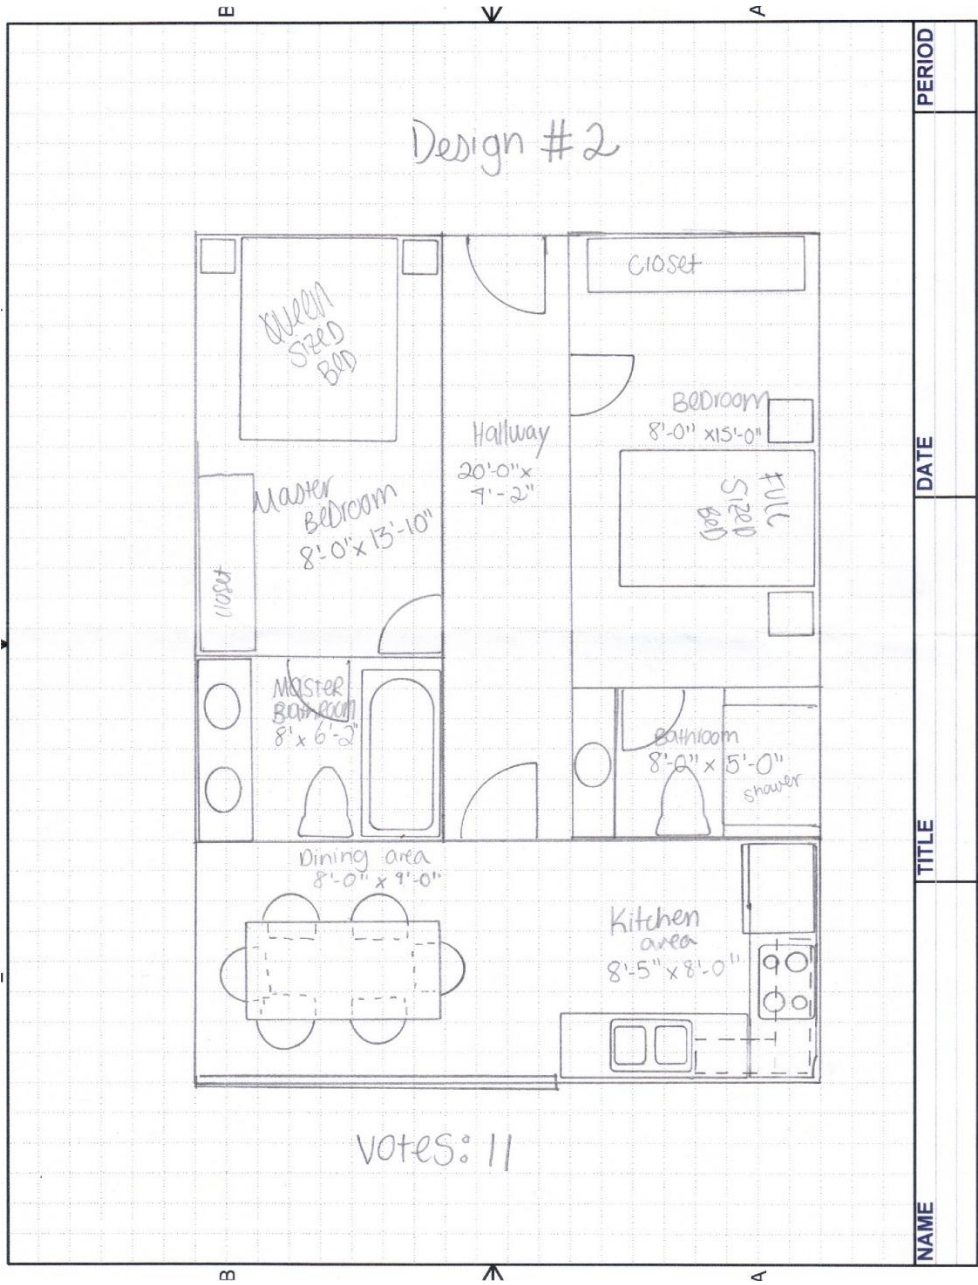 B
A
PERIOD
Design #2
Queen
Sized
Bed
Closet
Bedroom
8'-0" x15'-0"
Hallway
20'-0" x
4'-2"
Full
Sized
Bed
DATE
Master
Bedroom
8'-0" x 13'-10"
closet
Master
Bathroom
8' x 6'-2"
Bathroom
8'-0" x 5'-0"
shower
TITLE
Dining area
8'-0" x 9'-0"
Kitchen
area
8'-5" x 8'-0"
Votes: 11
NAME
B
A